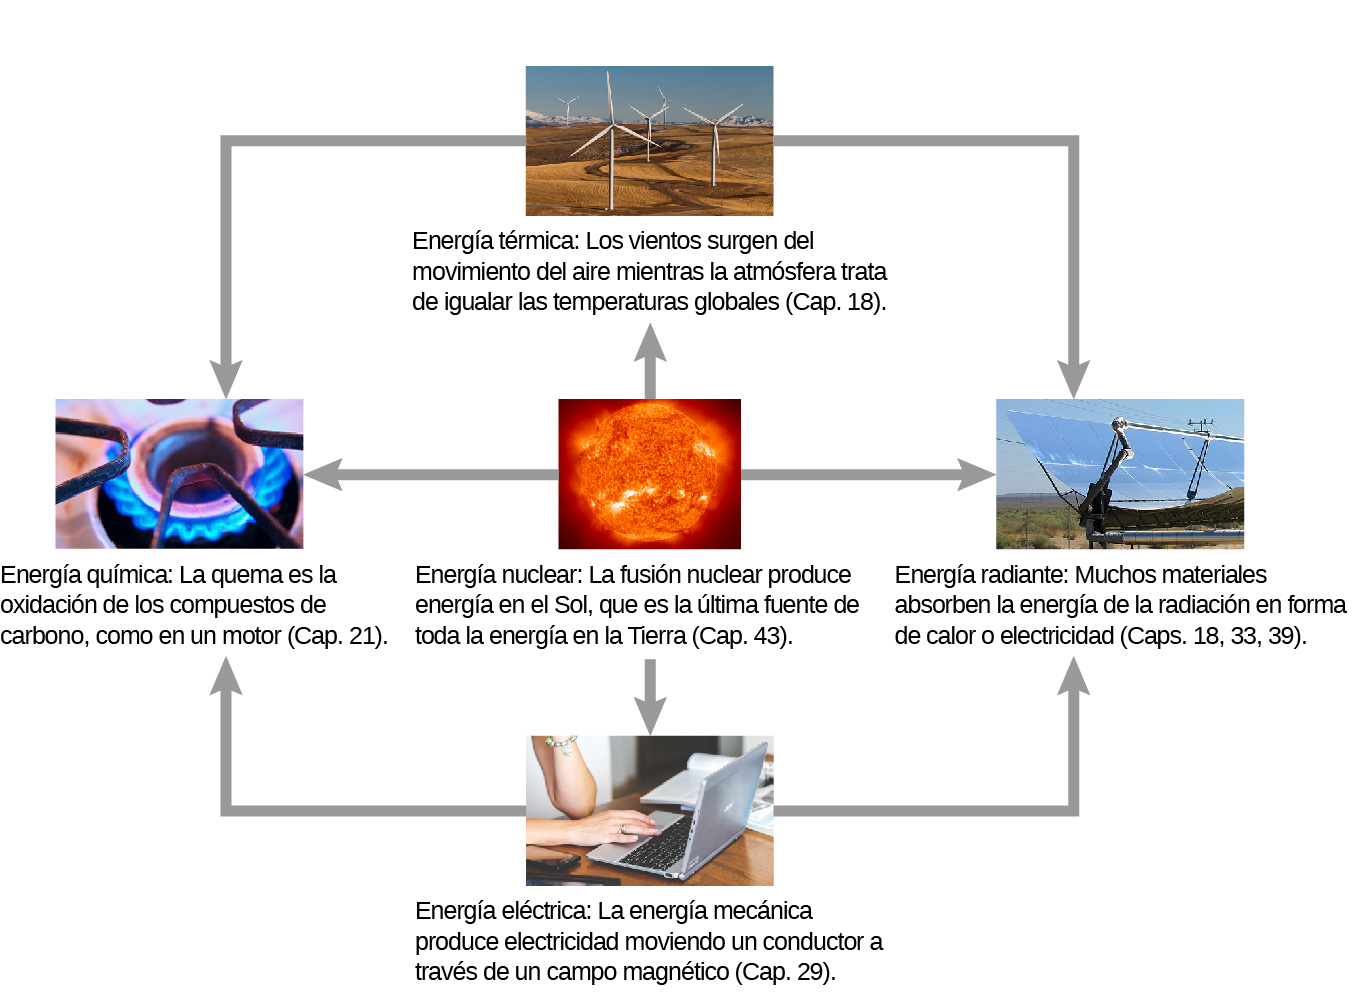 Energía térmica: Los vientos surgen del
movimiento del aire mientras la atmósfera trata
de igualar las temperaturas globales (Cap. 18).
Energía química: La quema es la
oxidación de los compuestos de
carbono, como en un motor (Cap. 21).
Energía nuclear: La fusión nuclear produce
energía en el Sol, que es la última fuente de
toda la energía en la Tierra (Cap. 43).
Energía radiante: Muchos materiales
absorben la energía de la radiación en forma
de calor o electricidad (Caps. 18, 33, 39).
Energía eléctrica: La energía mecánica
produce electricidad moviendo un conductor a
través de un campo magnético (Cap. 29).